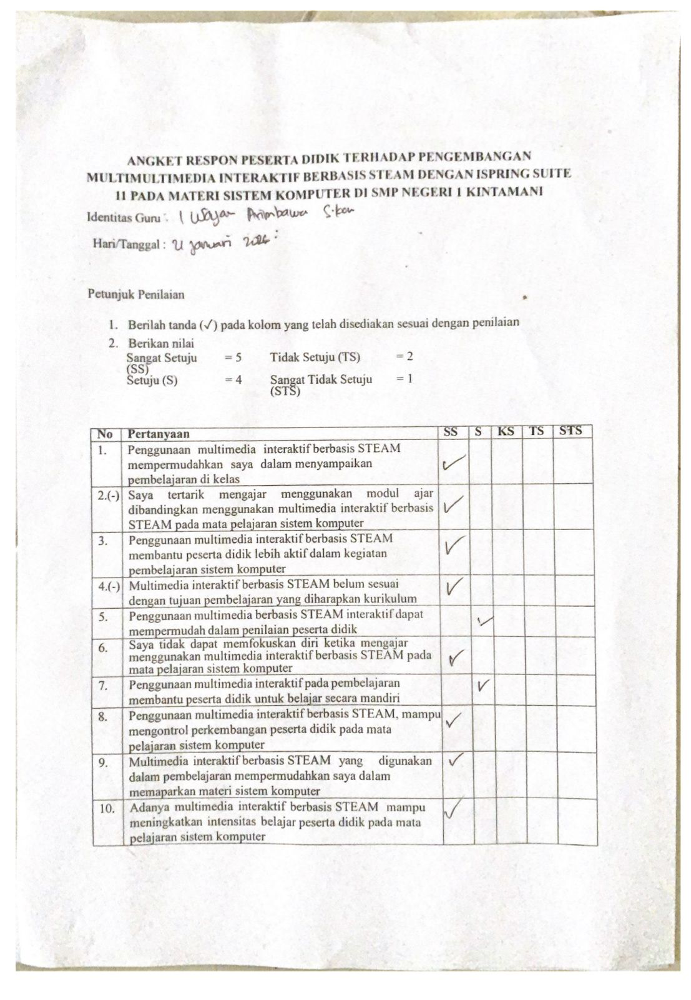 ANGKET RESPON PESERTA DIDIK TERHADAP PENGEMBANGAN
MULTIMULTIMEDIA INTERAKTIF BERBASIS STEAM DENGAN ISPRING SUITE
11 PADA MATERI SISTEM KOMPUTER DI SMP NEGERI 1 KINTAMANI
Identitas Guru : I Wayan Arimbawa S.kom
Hari/Tanggal : januari
Petunjuk Penilaian
1. Berilah tanda (✓) pada kolom yang telah disediakan sesuai dengan penilaian
2. Berikan nilai
Sangat Setuju (SS) = 5 Tidak Setuju (TS) = 2
Setuju (S) = 4 Sangat Tidak Setuju (STS) = 1
No Pertanyaan SS S KS TS STS
1. Penggunaan multimedia interaktif berbasis STEAM
mempermudahkan saya dalam menyampaikan ✓
pembelajaran di kelas
2.(-) Saya tertarik mengajar menggunakan modul ajar
dibandingkan menggunakan multimedia interaktif berbasis ✓
STEAM pada mata pelajaran sistem komputer
3. Penggunaan multimedia interaktif berbasis STEAM
membantu peserta didik lebih aktif dalam kegiatan ✓
pembelajaran sistem komputer
4.(-) Multimedia interaktif berbasis STEAM belum sesuai ✓
dengan tujuan pembelajaran yang diharapkan kurikulum
5. Penggunaan multimedia berbasis STEAM interaktif dapat ✓
mempermudah dalam penilaian peserta didik
6. Saya tidak dapat memfokuskan diri ketika mengajar
menggunakan multimedia interaktif berbasis STEAM pada ✓
mata pelajaran sistem komputer
7. Penggunaan multimedia interaktif pada pembelajaran ✓
membantu peserta didik untuk belajar secara mandiri
8. Penggunaan multimedia interaktif berbasis STEAM, mampu ✓
mengontrol perkembangan peserta didik pada mata
pelajaran sistem komputer
9. Multimedia interaktif berbasis STEAM yang digunakan ✓
dalam pembelajaran mempermudahkan saya dalam
memaparkan materi sistem komputer
10. Adanya multimedia interaktif berbasis STEAM mampu ✓
meningkatkan intensitas belajar peserta didik pada mata
pelajaran sistem komputer